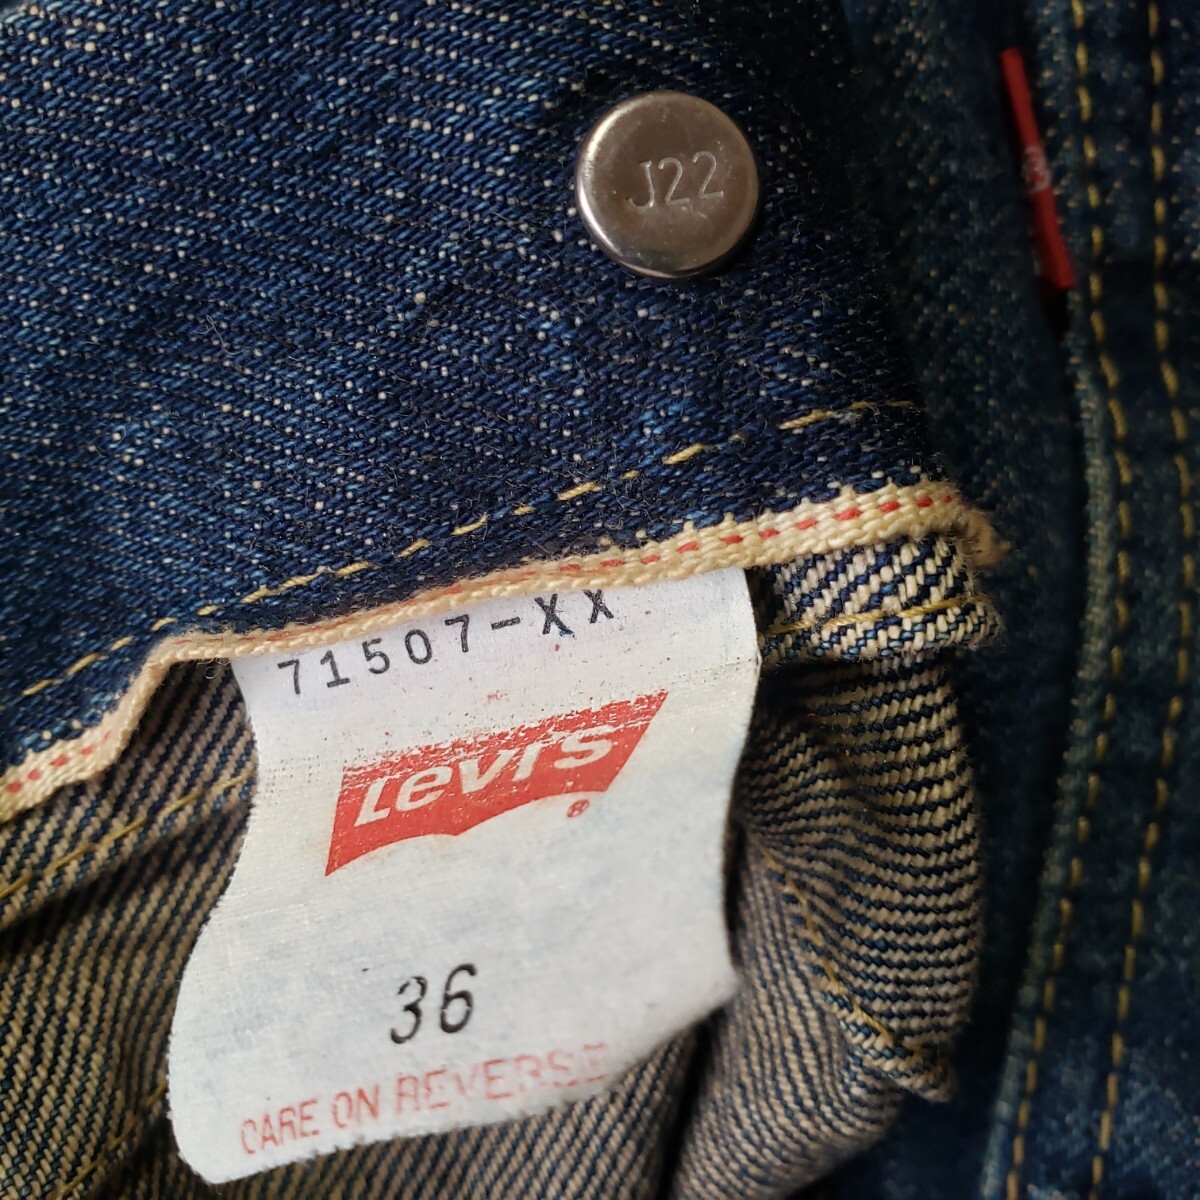 J22
71507-XX
Levi's
®
36
CARE ON REVERSE